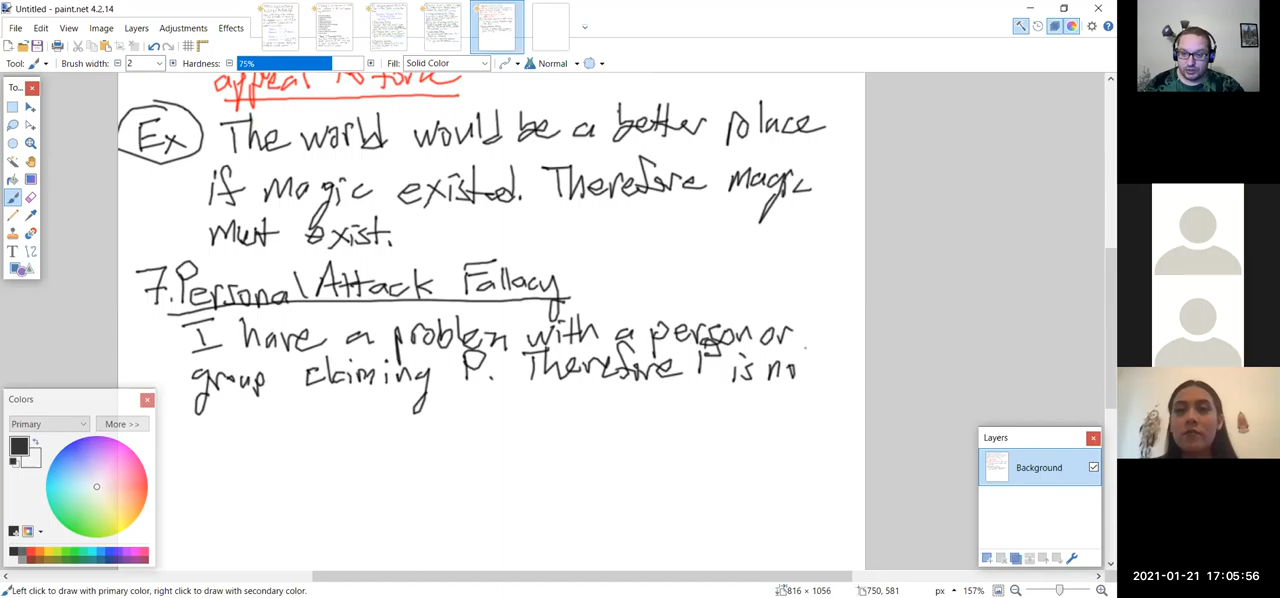 Untitled - paint.net 4.2.14
File Edit View Image Layers Adjustments Effects
Tool: Brush width: 2 Hardness: 75% Fill: Solid Color Normal
To...
appeal to force
Ex The world would be a better place
if magic existed. Therefore magic
must exist.
7. Personal Attack Fallacy
I have a problem with a person or
group claiming P. Therefore P is no
Colors
Primary More >>
Layers
Background
2021-01-21 17:05:56
Left click to draw with primary color, right click to draw with secondary color. 816 × 1056 750, 581 px 157%